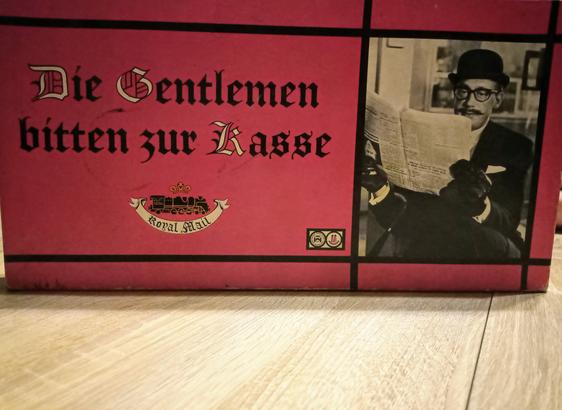 Die Gentlemen
bitten zur Kasse
Royal Mail